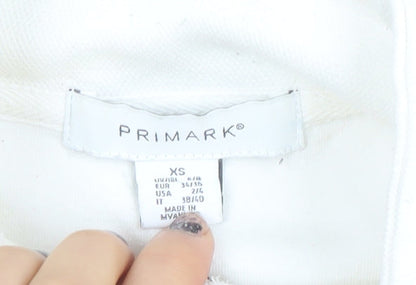 PRIMARK®
XS
EUR 34/36
USA 2/4
IT 38/40
MADE IN